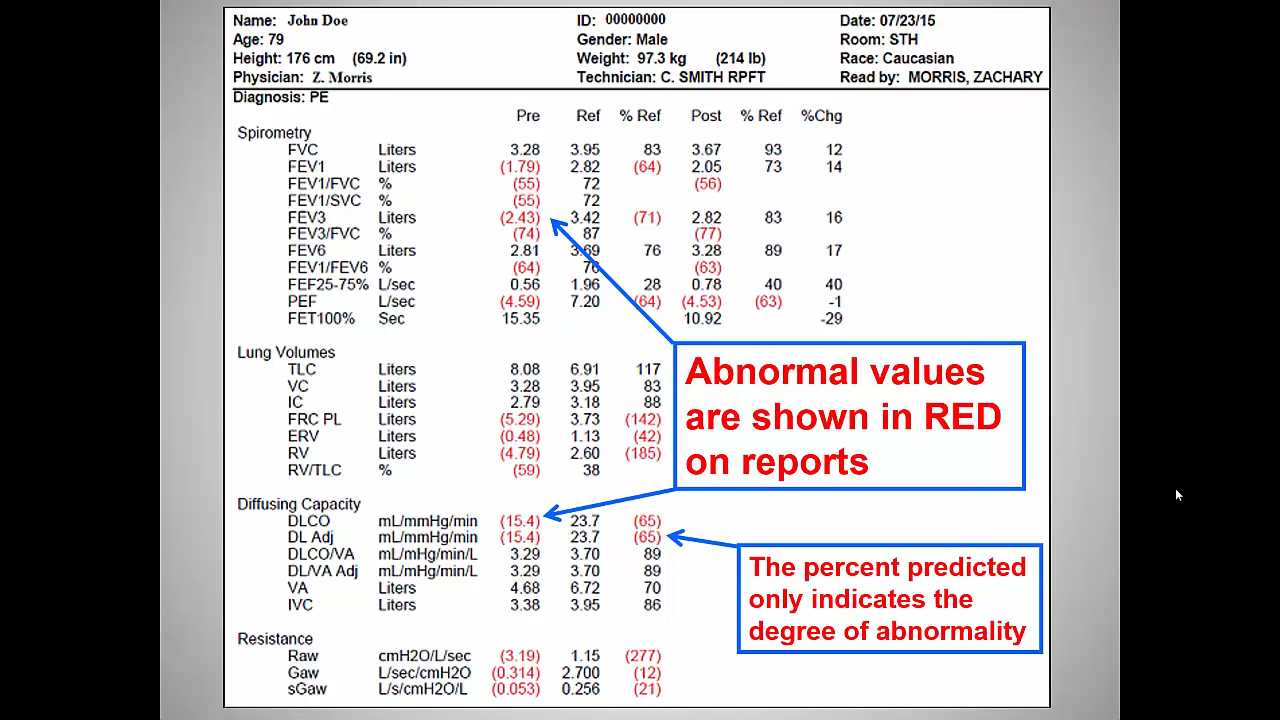 Name: John Doe ID: 00000000 Date: 07/23/15
Age: 79 Gender: Male Room: STH
Height: 176 cm (69.2 in) Weight: 97.3 kg (214 lb) Race: Caucasian
Physician: Z. Morris Technician: C. SMITH RPFT Read by: MORRIS, ZACHARY
Diagnosis: PE
Pre Ref % Ref Post % Ref %Chg
Spirometry
FVC Liters 3.28 3.95 83 3.67 93 12
FEV1 Liters (1.79) 2.82 (64) 2.05 73 14
FEV1/FVC % (55) 72 (56)
FEV1/SVC % (55) 72
FEV3 Liters (2.43) 3.42 (71) 2.82 83 16
FEV3/FVC % (74) 87 (77)
FEV6 Liters 2.81 3.69 76 3.28 89 17
FEV1/FEV6 % (64) 76 (63)
FEF25-75% L/sec 0.56 1.96 28 0.78 40 40
PEF L/sec (4.59) 7.20 (64) (4.53) (63) -1
FET100% Sec 15.35 10.92 -29
Lung Volumes
TLC Liters 8.08 6.91 117
VC Liters 3.28 3.95 83
IC Liters 2.79 3.18 88
FRC PL Liters (5.29) 3.73 (142)
ERV Liters (0.48) 1.13 (42)
RV Liters (4.79) 2.60 (185)
RV/TLC % (59) 38
Abnormal values
are shown in RED
on reports
Diffusing Capacity
DLCO mL/mmHg/min (15.4) 23.7 (65)
DL Adj mL/mmHg/min (15.4) 23.7 (65)
DLCO/VA mL/mHg/min/L 3.29 3.70 89
DL/VA Adj mL/mHg/min/L 3.29 3.70 89
VA Liters 4.68 6.72 70
IVC Liters 3.38 3.95 86
The percent predicted
only indicates the
degree of abnormality
Resistance
Raw cmH2O/L/sec (3.19) 1.15 (277)
Gaw L/sec/cmH2O (0.314) 2.700 (12)
sGaw L/s/cmH2O/L (0.053) 0.256 (21)